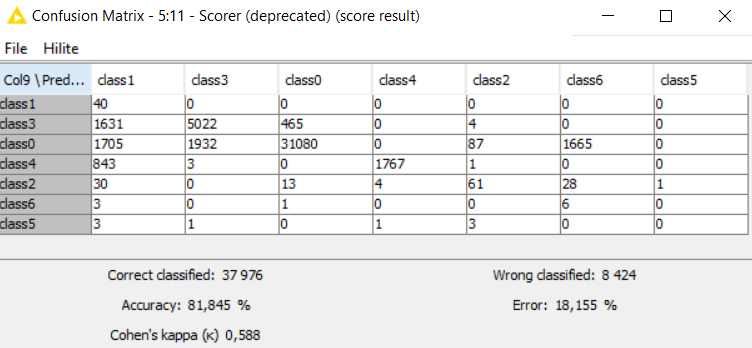 Confusion Matrix - 5:11 - Scorer (deprecated) (score result)
File Hilite
Col9 \Pred... class1 class3 class0 class4 class2 class6 class5
class1 40 0 0 0 0 0 0
class3 1631 5022 465 0 4 0 0
class0 1705 1932 31080 0 87 1665 0
class4 843 3 0 1767 1 0 0
class2 30 0 13 4 61 28 1
class6 3 0 1 0 0 6 0
class5 3 1 0 1 3 0 0
Correct classified: 37 976 Wrong classified: 8 424
Accuracy: 81,845 % Error: 18,155 %
Cohen's kappa (κ) 0,588